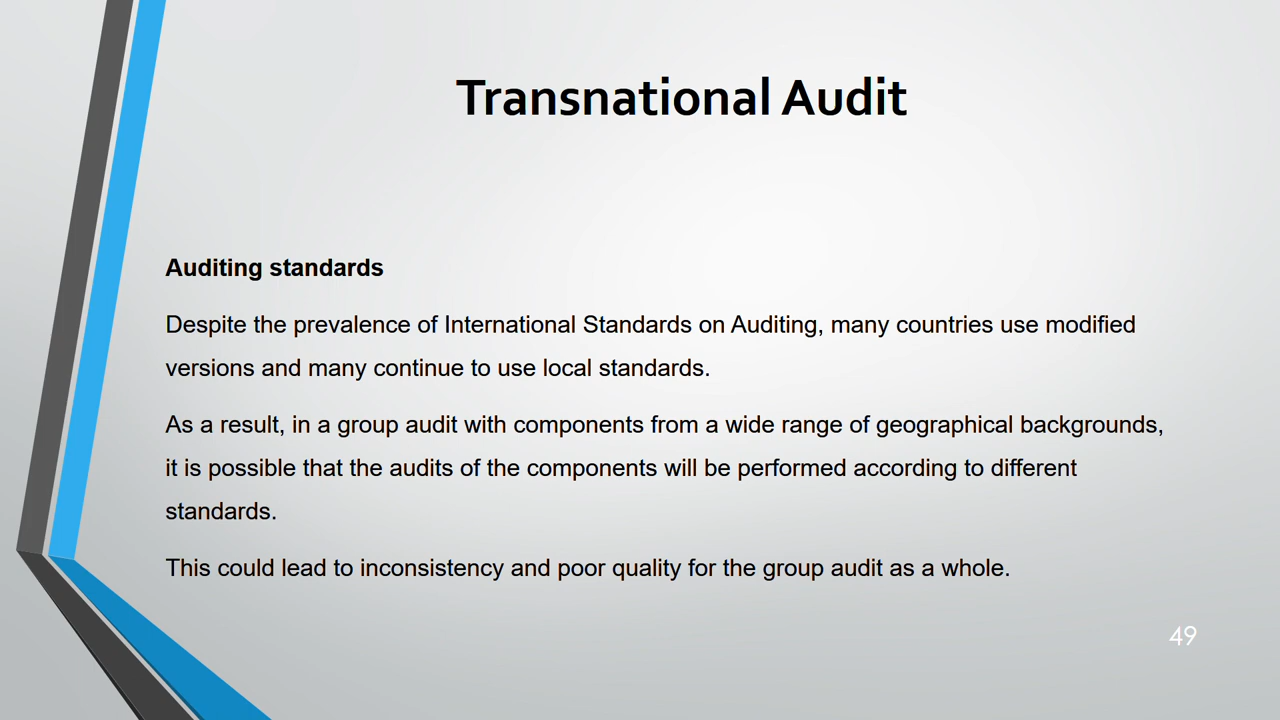 Transnational Audit
Auditing standards
Despite the prevalence of International Standards on Auditing, many countries use modified
versions and many continue to use local standards.
As a result, in a group audit with components from a wide range of geographical backgrounds,
it is possible that the audits of the components will be performed according to different
standards.
This could lead to inconsistency and poor quality for the group audit as a whole.
49